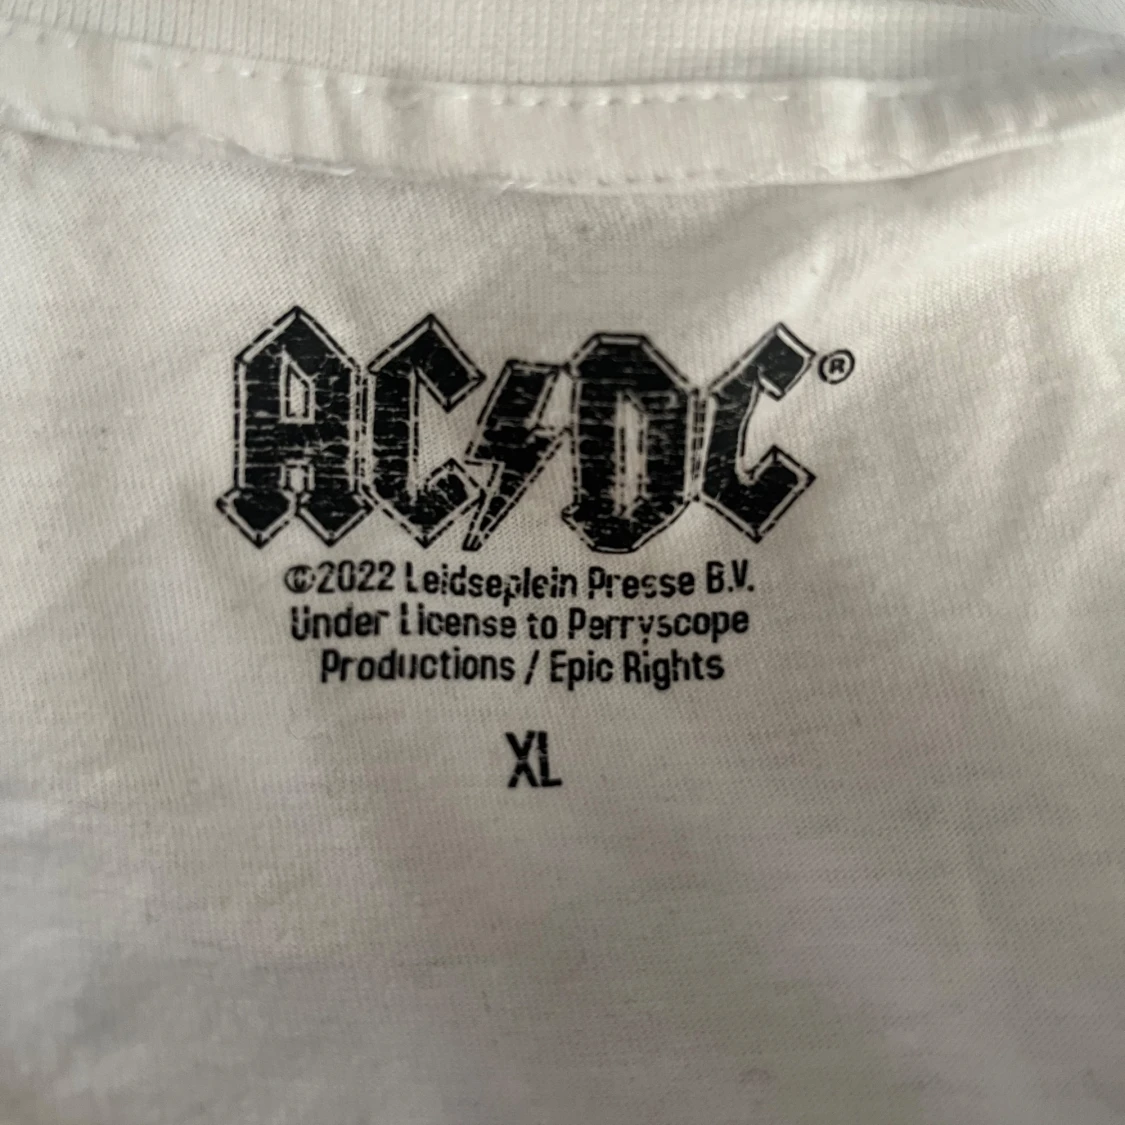 AC⚡DC®
©2022 Leidseplein Presse B.V.
Under License to Perryscope
Productions / Epic Rights
XL